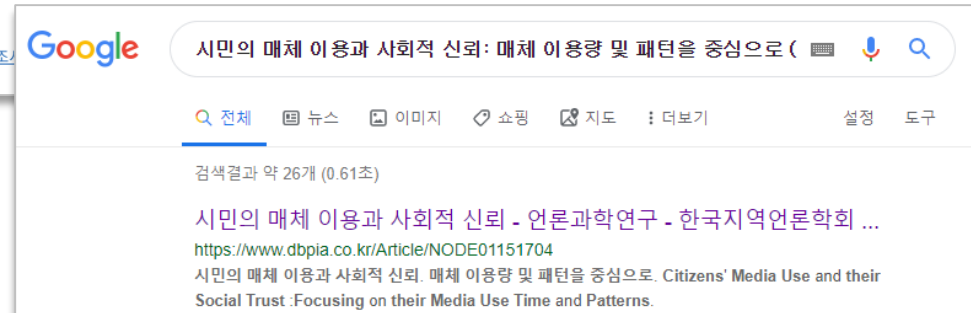 Google
시민의 매체 이용과 사회적 신뢰: 매체 이용량 및 패턴을 중심으로 (
전체 뉴스 이미지 쇼핑 지도 더보기 설정 도구
검색결과 약 26개 (0.61초)
시민의 매체 이용과 사회적 신뢰 - 언론과학연구 - 한국지역언론학회 ...
https://www.dbpia.co.kr/Article/NODE01151704
시민의 매체 이용과 사회적 신뢰. 매체 이용량 및 패턴을 중심으로. Citizens' Media Use and their
Social Trust :Focusing on their Media Use Time and Patterns.